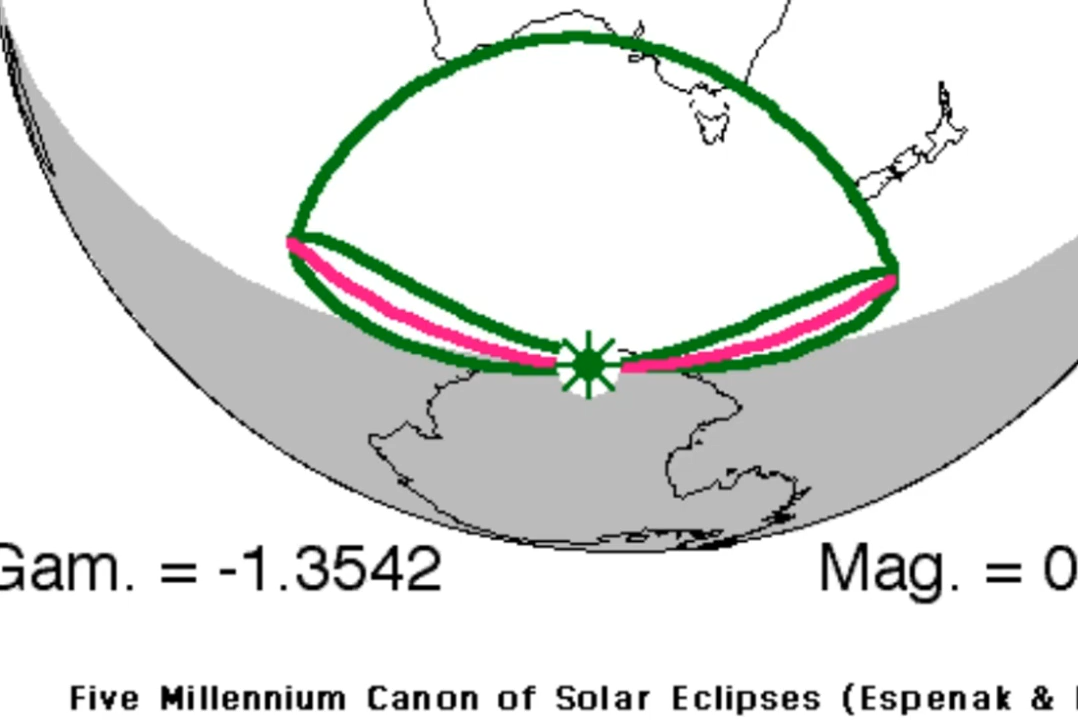 Gam. = -1.3542 Mag. = 0
Five Millennium Canon of Solar Eclipses (Espenak &